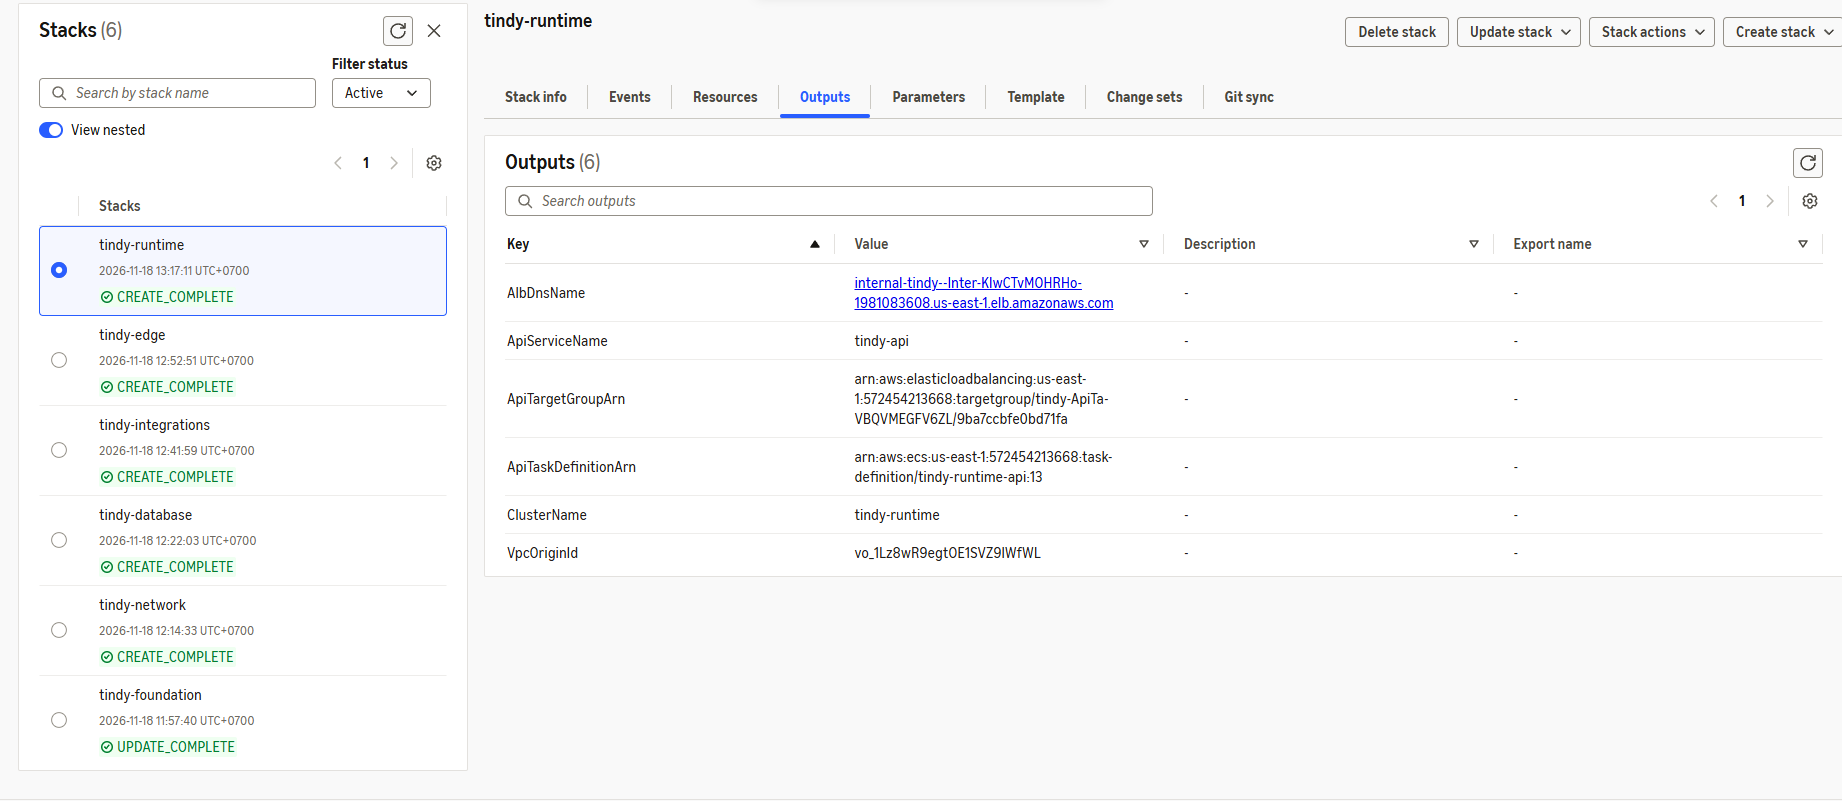 Stacks (6)
Filter status
Search by stack name
Active
View nested
1
Stacks
tindy-runtime
2026-11-18 13:17:11 UTC+0700
CREATE_COMPLETE
tindy-edge
2026-11-18 12:52:51 UTC+0700
CREATE_COMPLETE
tindy-integrations
2026-11-18 12:41:59 UTC+0700
CREATE_COMPLETE
tindy-database
2026-11-18 12:22:03 UTC+0700
CREATE_COMPLETE
tindy-network
2026-11-18 12:14:33 UTC+0700
CREATE_COMPLETE
tindy-foundation
2026-11-18 11:57:40 UTC+0700
UPDATE_COMPLETE
tindy-runtime
Delete stack Update stack Stack actions Create stack
Stack info Events Resources Outputs Parameters Template Change sets Git sync
Outputs (6)
Search outputs
1
Key Value Description Export name
AlbDnsName internal-tindy--Inter-KIwCTvMOHRHo-
1981083608.us-east-1.elb.amazonaws.com - -
ApiServiceName tindy-api - -
ApiTargetGroupArn arn:aws:elasticloadbalancing:us-east-
1:572454213668:targetgroup/tindy-ApiTa-
VBQVMEGFV6ZL/9ba7ccbfe0bd71fa - -
ApiTaskDefinitionArn arn:aws:ecs:us-east-1:572454213668:task-
definition/tindy-runtime-api:13 - -
ClusterName tindy-runtime - -
VpcOriginId vo_1Lz8wR9egtOE1SVZ9IWfWL - -